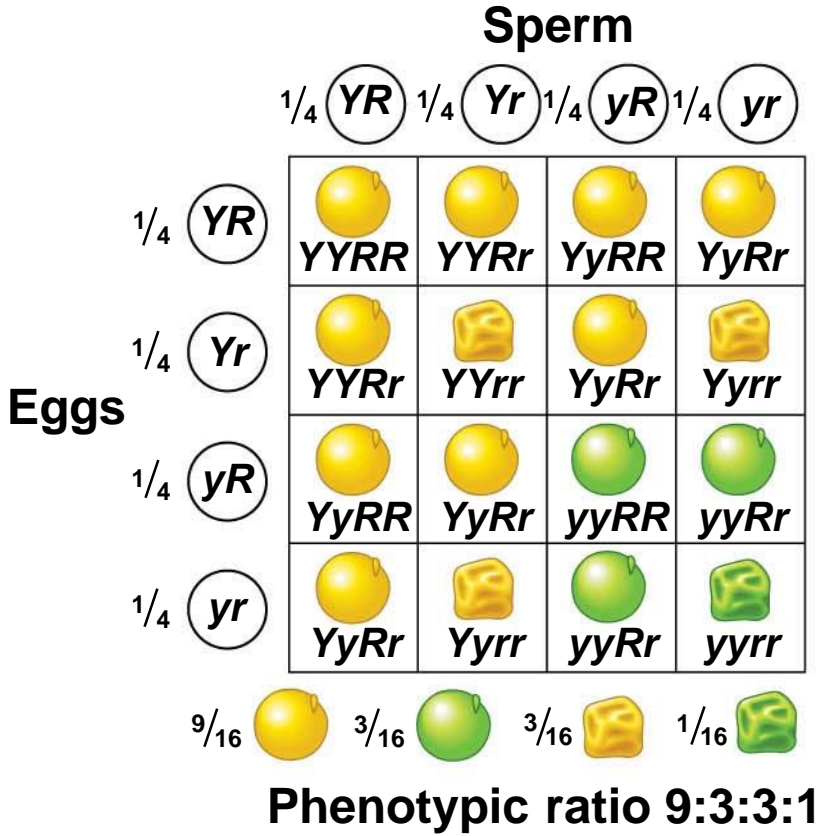 Sperm
1/4 YR 1/4 Yr 1/4 yR 1/4 yr
1/4 YR
YYRR YYRr YyRR YyRr
1/4 Yr
YYRr YYrr YyRr Yyrr
Eggs
1/4 yR
YyRR YyRr yyRR yyRr
1/4 yr
YyRr Yyrr yyRr yyrr
9/16 3/16 3/16 1/16
Phenotypic ratio 9:3:3:1